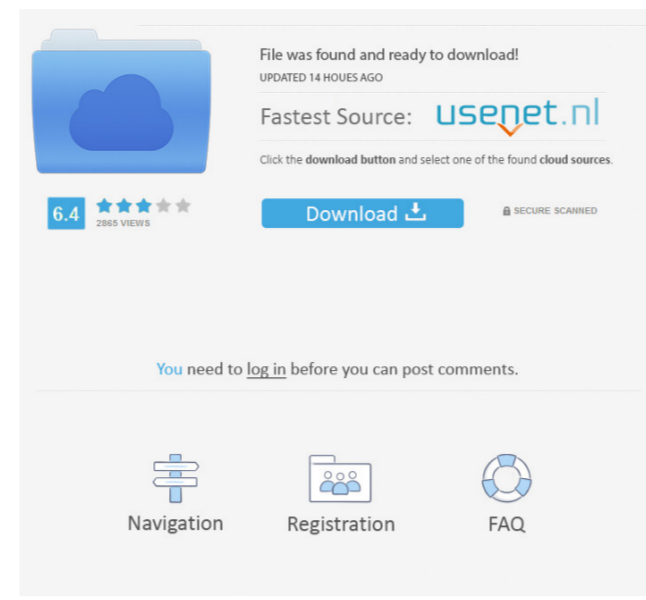 File was found and ready to download!
UPDATED 14 HOUES AGO
Fastest Source: usenet.nl
Click the download button and select one of the found cloud sources.
6.4
2865 VIEWS
Download
SECURE SCANNED
You need to log in before you can post comments.
Navigation
Registration
FAQ